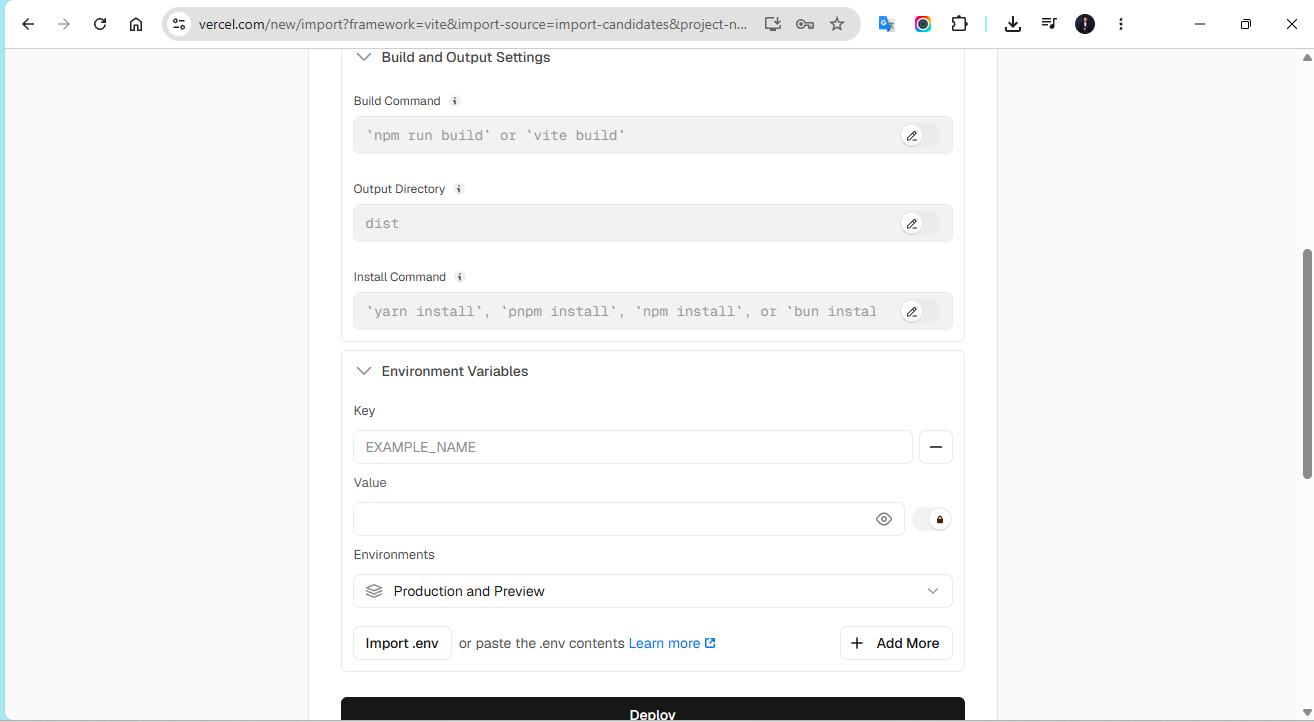 vercel.com/new/import?framework=vite&import-source=import-candidates&project-n...
Build and Output Settings
Build Command
`npm run build` or `vite build`
Output Directory
dist
Install Command
`yarn install`, `pnpm install`, `npm install`, or `bun instal
Environment Variables
Key
EXAMPLE_NAME
Value
Environments
Production and Preview
Import .env or paste the .env contents Learn more + Add More
Deploy